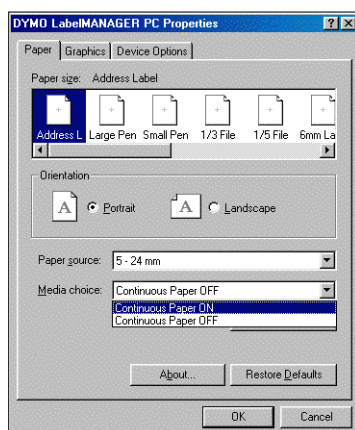 DYMO LabelMANAGER PC Properties
Paper Graphics Device Options
Paper size: Address Label
Address L Large Pen Small Pen 1/3 File 1/5 File 6mm La
Orientation
A Portrait A Landscape
Paper source: 5 - 24 mm
Media choice: Continuous Paper OFF
Continuous Paper ON
Continuous Paper OFF
About... Restore Defaults
OK Cancel